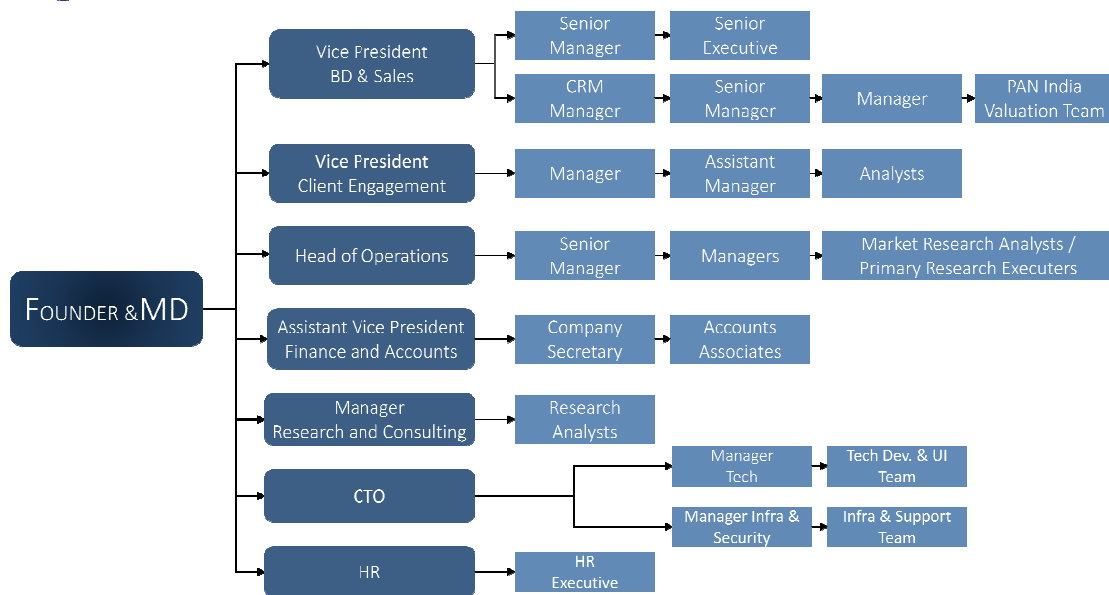 Vice President
BD & Sales
Senior
Manager
Senior
Executive
CRM
Manager
Senior
Manager
Manager
PAN India
Valuation Team
Vice President
Client Engagement
Manager
Assistant
Manager
Analysts
Head of Operations
Senior
Manager
Managers
Market Research Analysts /
Primary Research Executers
FOUNDER &MD
Assistant Vice President
Finance and Accounts
Company
Secretary
Accounts
Associates
Manager
Research and Consulting
Research
Analysts
CTO
Manager
Tech
Tech Dev. & UI
Team
Manager Infra &
Security
Infra & Support
Team
HR
HR
Executive